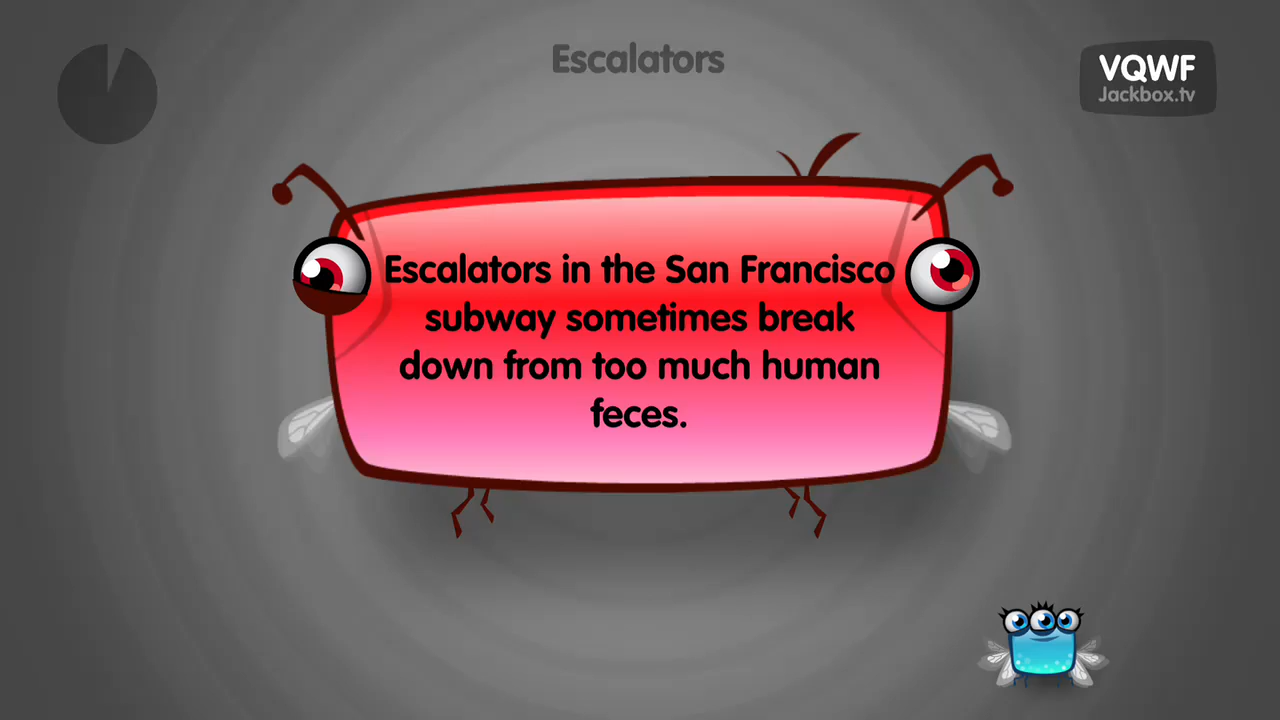 Escalators
VQWF
Jackbox.tv
Escalators in the San Francisco
subway sometimes break
down from too much human
feces.